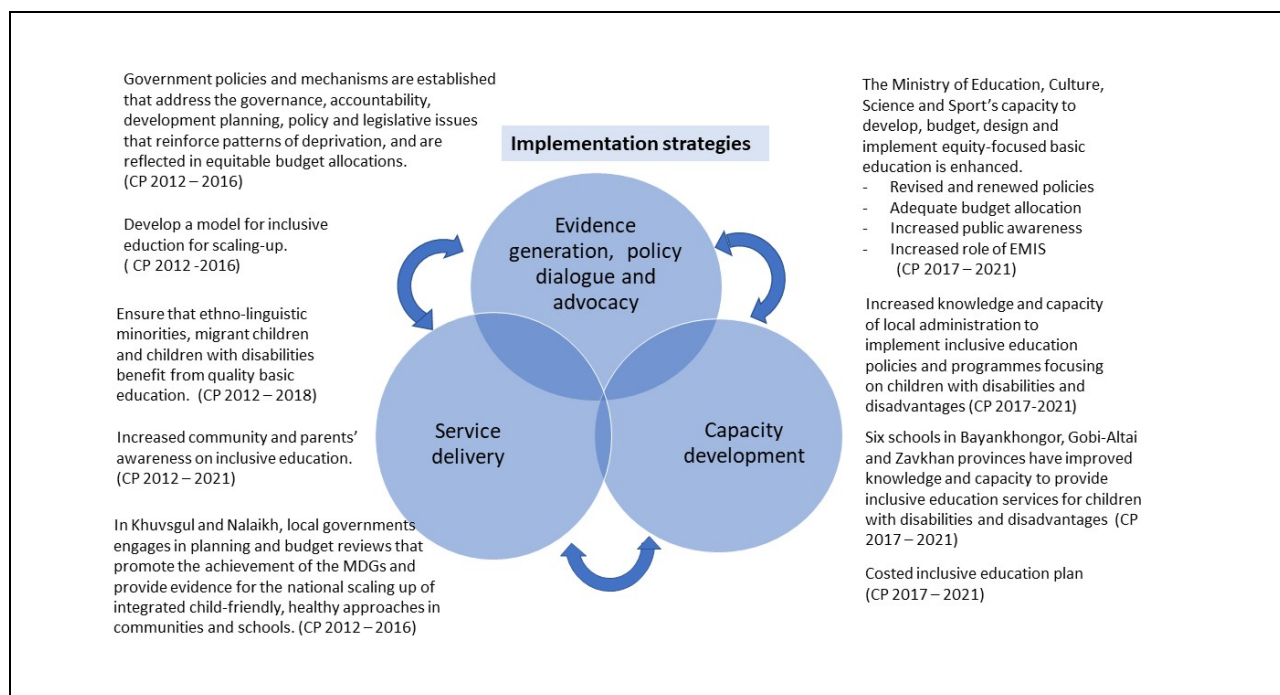 Government policies and mechanisms are established
that address the governance, accountability,
development planning, policy and legislative issues
that reinforce patterns of deprivation, and are
reflected in equitable budget allocations.
(CP 2012 – 2016)
Develop a model for inclusive
eduction for scaling-up.
( CP 2012 -2016)
Ensure that ethno-linguistic
minorities, migrant children
and children with disabilities
benefit from quality basic
education. (CP 2012 – 2018)
Increased community and parents’
awareness on inclusive education.
(CP 2012 – 2021)
In Khuvsgul and Nalaikh, local governments
engages in planning and budget reviews that
promote the achievement of the MDGs and
provide evidence for the national scaling up of
integrated child-friendly, healthy approaches in
communities and schools. (CP 2012 – 2016)
Implementation strategies
Evidence
generation, policy
dialogue and
advocacy
Service
delivery
Capacity
development
The Ministry of Education, Culture,
Science and Sport’s capacity to
develop, budget, design and
implement equity-focused basic
education is enhanced.
- Revised and renewed policies
- Adequate budget allocation
- Increased public awareness
- Increased role of EMIS
(CP 2017 – 2021)
Increased knowledge and capacity
of local administration to
implement inclusive education
policies and programmes focusing
on children with disabilities and
disadvantages (CP 2017-2021)
Six schools in Bayankhongor, Gobi-Altai
and Zavkhan provinces have improved
knowledge and capacity to provide
inclusive education services for children
with disabilities and disadvantages (CP
2017 – 2021)
Costed inclusive education plan
(CP 2017 – 2021)